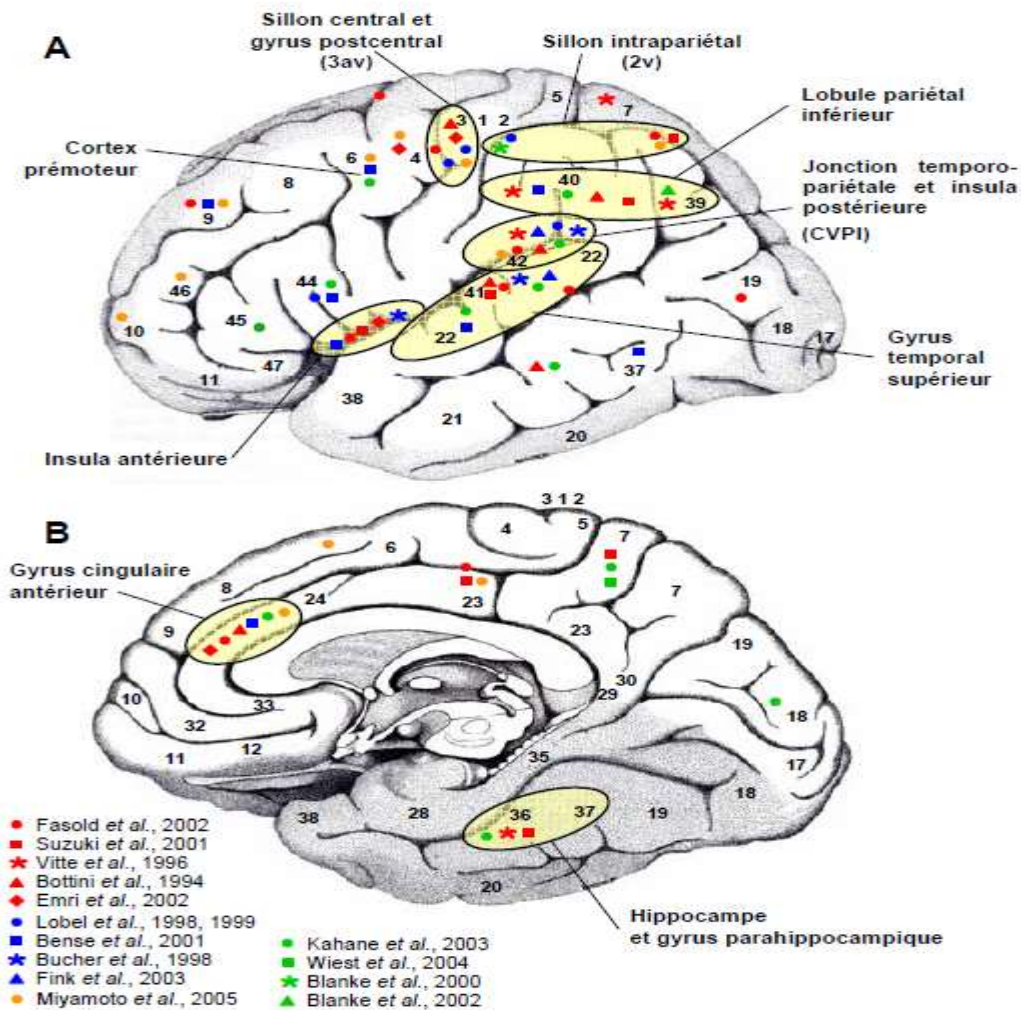 A
Sillon central et
gyrus postcentral
(3av)
Sillon intrapariétal
(2v)
Lobule pariétal
inférieur
Jonction temporo-
pariétale et insula
postérieure
(CVPI)
Cortex
prémoteur
Gyrus
temporal
supérieur
Insula antérieure
3 1 2 5 7
6 4
8
9
40
39
46
44
42 22
41
19
10
45
22
18
17
47
37
11
38
21
20
B
Gyrus cingulaire
antérieur
3 1 2
4 5 7
6
8
24
23
7
9
23
19
30
29
10
33
32
18
11 12
35
17
28
36 37
19
18
38
20
Hippocampe
et gyrus parahippocampique
Fasold et al., 2002
Suzuki et al., 2001
Vitte et al., 1996
Bottini et al., 1994
Emri et al., 2002
Lobel et al., 1998, 1999
Bense et al., 2001
Bucher et al., 1998
Fink et al., 2003
Miyamoto et al., 2005
Kahane et al., 2003
Wiest et al., 2004
Blanke et al., 2000
Blanke et al., 2002